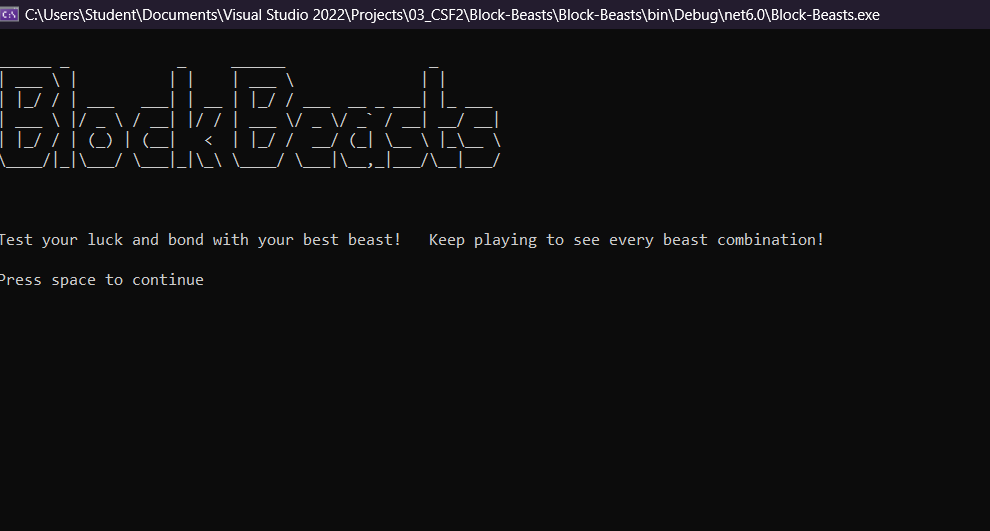 C:\Users\Student\Documents\Visual Studio 2022\Projects\03_CSF2\Block-Beasts\Block-Beasts\bin\Debug\net6.0\Block-Beasts.exe
BlockBeasts
Test your luck and bond with your best beast!   Keep playing to see every beast combination!
Press space to continue